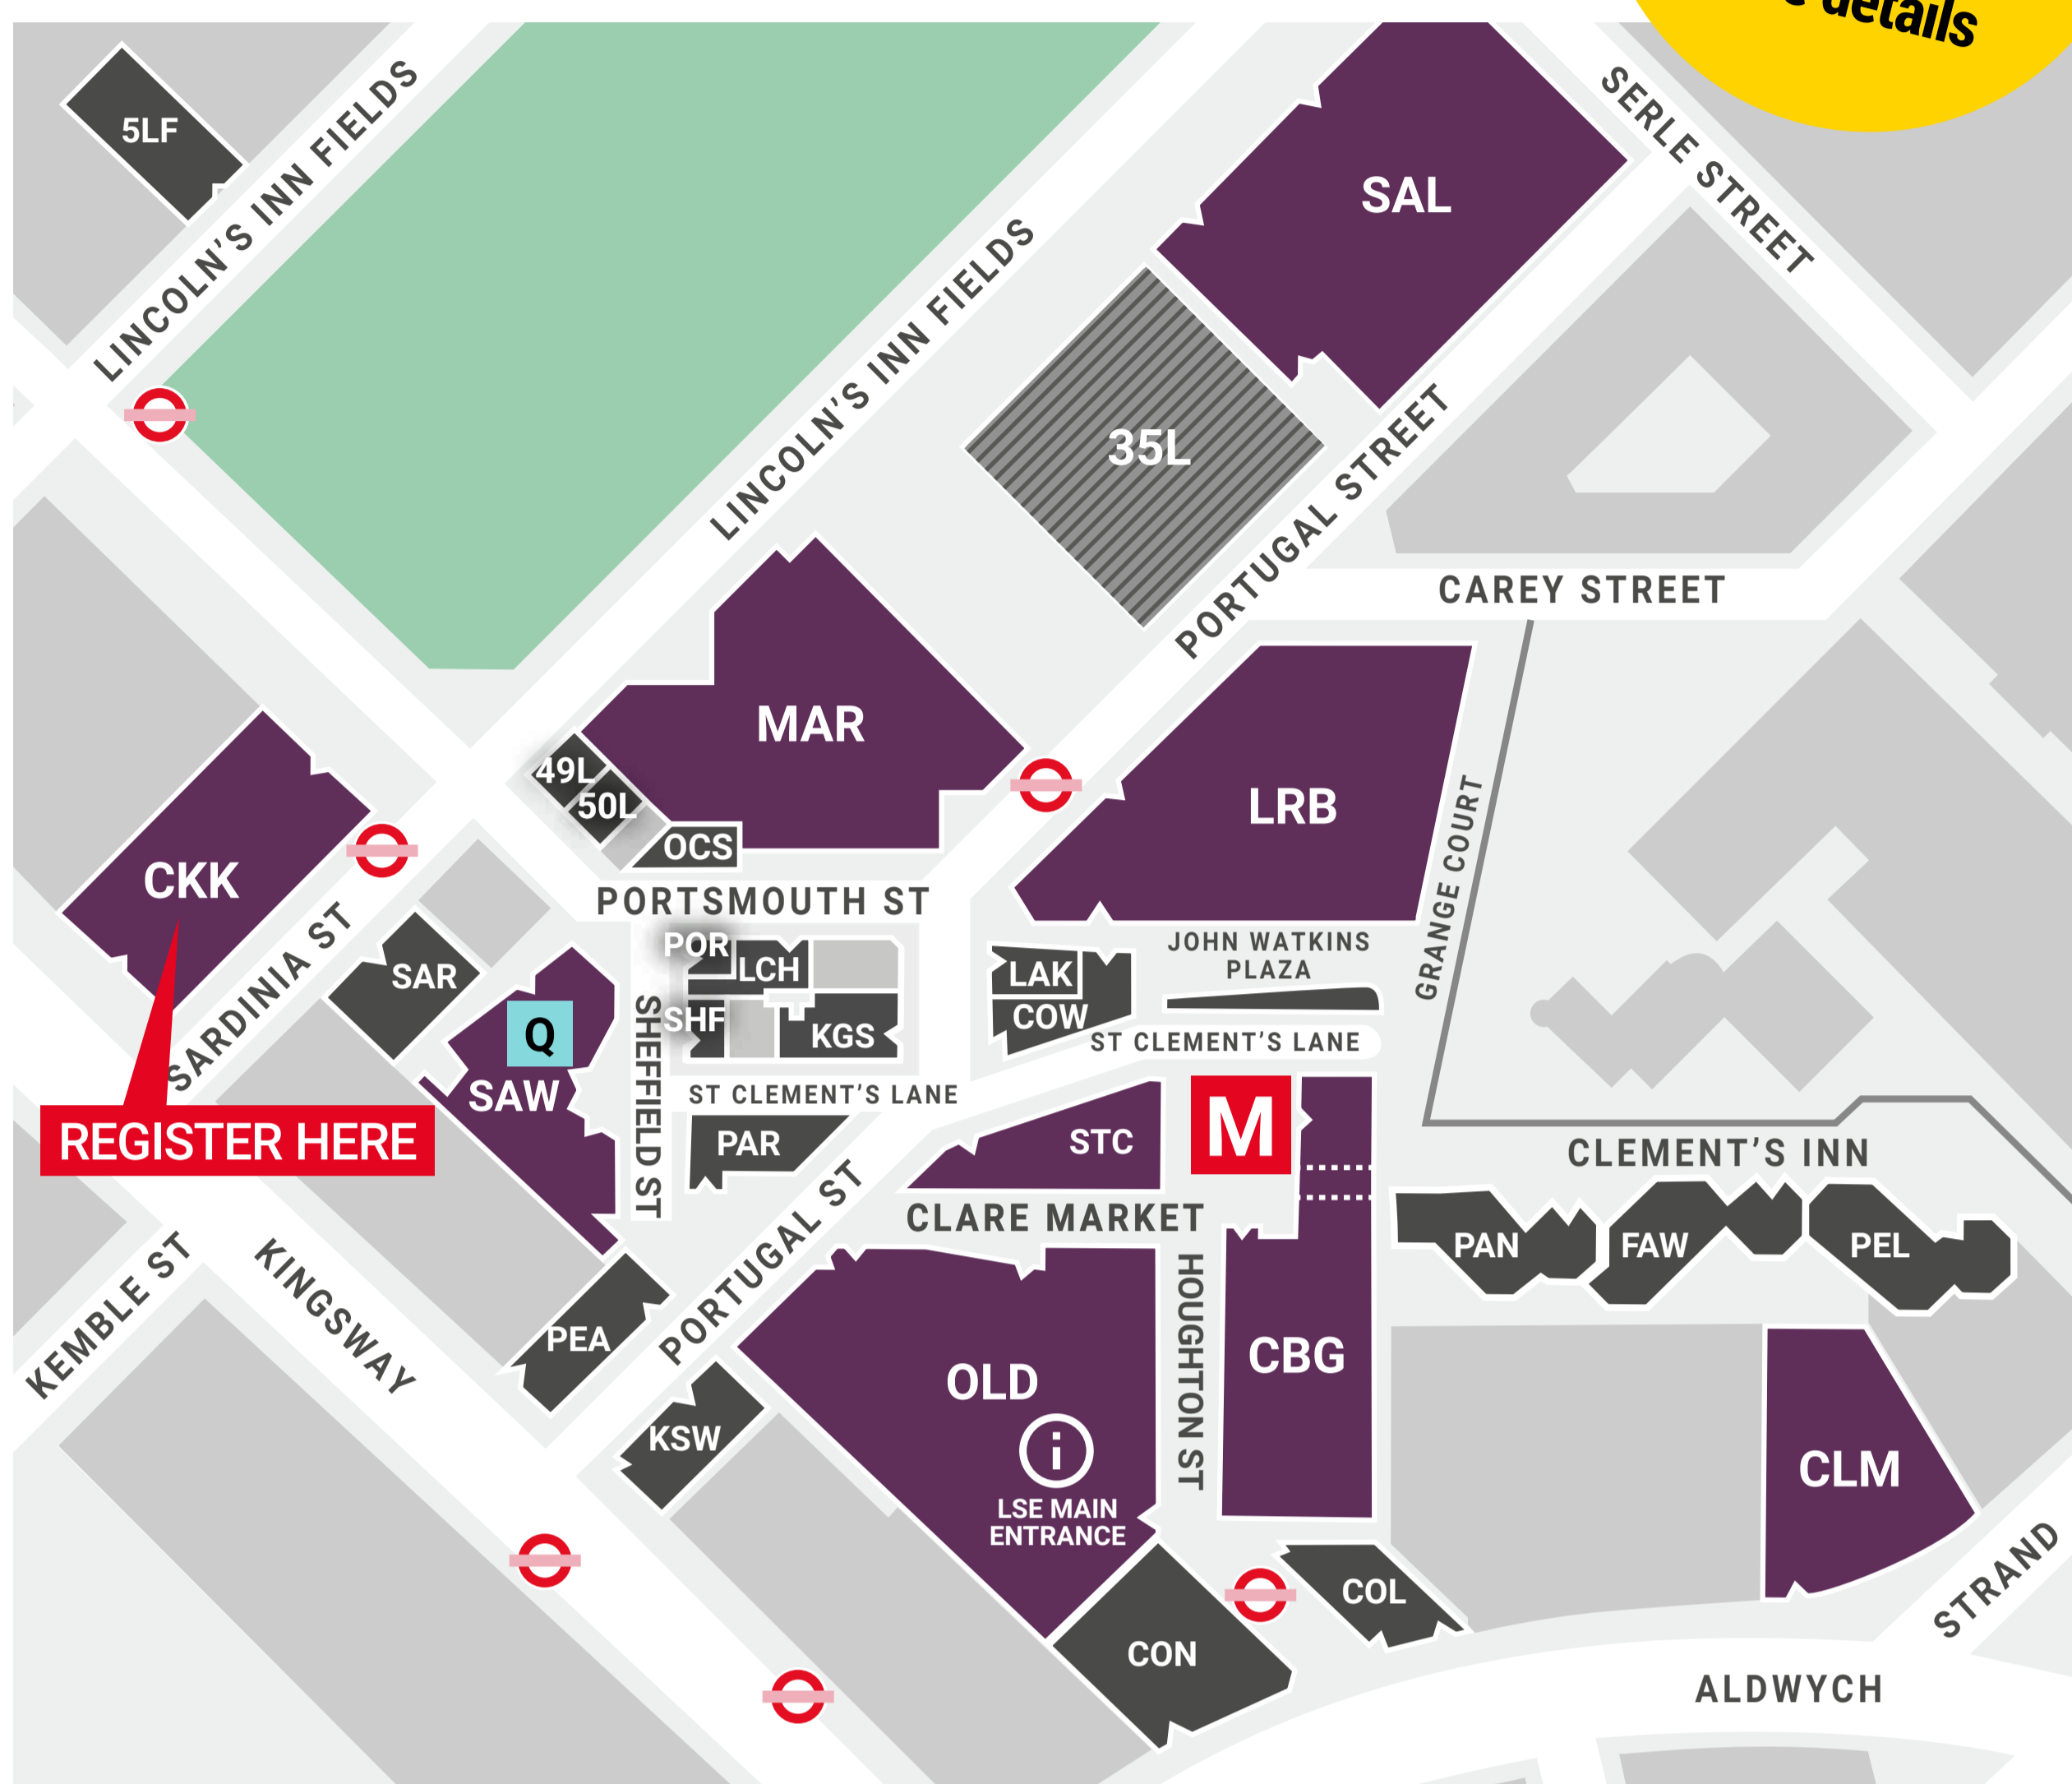 details
5LF
LINCOLN'S INN FIELDS
SERLE STREET
SAL
LINCOLN'S INN FIELDS
35L
PORTUGAL STREET
CAREY STREET
MAR
49L
50L
OCS
LRB
GRANGE COURT
CKK
PORTSMOUTH ST
SARDINIA ST
SAR
POR
LCH
SHF
KGS
LAK
COW
JOHN WATKINS
PLAZA
ST CLEMENT'S LANE
Q
SAW
SHEFFIELD ST
ST CLEMENT'S LANE
REGISTER HERE
PAR
STC
M
CLEMENT'S INN
CLARE MARKET
PORTUGAL ST
KEMBLE ST
KINGSWAY
PEA
PAN
FAW
PEL
HOUGHTON ST
CBG
OLD
i
LSE MAIN
ENTRANCE
KSW
CLM
STRAND
COL
CON
ALDWYCH